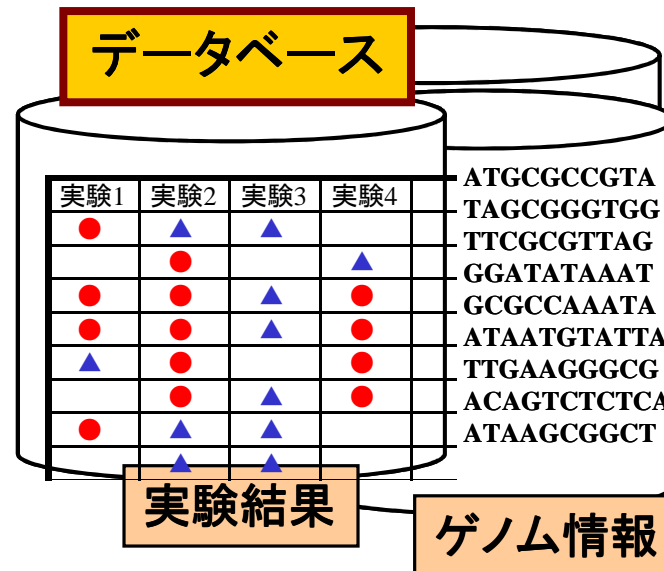 データベース
実験1 実験2 実験3 実験4
ATGCGCCGTA
TAGCGGGTGG
TTCGCGTTAG
GGATATAAAT
GCGCCAAATA
ATAATGTATTA
TTGAAGGGCG
ACAGTCTCTCA
ATAAGCGGCT
実験結果
ゲノム情報